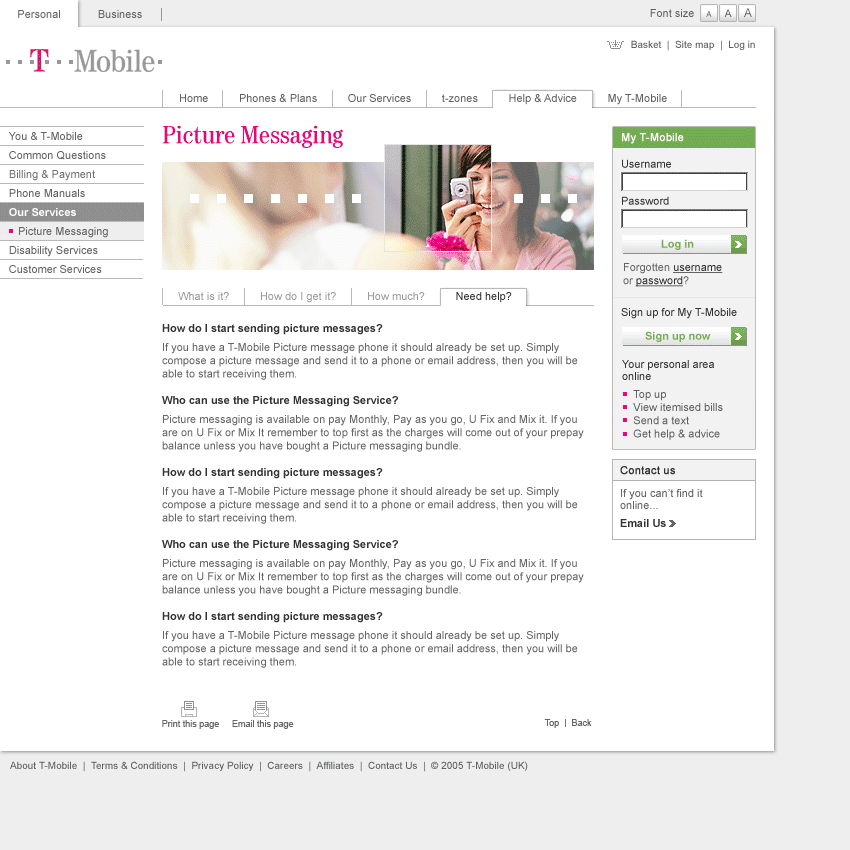 Personal
Business
Font size A A A
Basket | Site map | Log in
T-Mobile
Home
Phones & Plans
Our Services
t-zones
Help & Advice
My T-Mobile
You & T-Mobile
Common Questions
Billing & Payment
Phone Manuals
Our Services
Picture Messaging
Disability Services
Customer Services
Picture Messaging
What is it?
How do I get it?
How much?
Need help?
How do I start sending picture messages?
If you have a T-Mobile Picture message phone it should already be set up. Simply
compose a picture message and send it to a phone or email address, then you will be
able to start receiving them.
Who can use the Picture Messaging Service?
Picture messaging is available on pay Monthly, Pay as you go, U Fix and Mix it. If you
are on U Fix or Mix It remember to top first as the charges will come out of your prepay
balance unless you have bought a Picture messaging bundle.
How do I start sending picture messages?
If you have a T-Mobile Picture message phone it should already be set up. Simply
compose a picture message and send it to a phone or email address, then you will be
able to start receiving them.
Who can use the Picture Messaging Service?
Picture messaging is available on pay Monthly, Pay as you go, U Fix and Mix it. If you
are on U Fix or Mix It remember to top first as the charges will come out of your prepay
balance unless you have bought a Picture messaging bundle.
How do I start sending picture messages?
If you have a T-Mobile Picture message phone it should already be set up. Simply
compose a picture message and send it to a phone or email address, then you will be
able to start receiving them.
Print this page
Email this page
Top | Back
My T-Mobile
Username
Password
Log in
Forgotten username
or password?
Sign up for My T-Mobile
Sign up now
Your personal area
online
Top up
View itemised bills
Send a text
Get help & advice
Contact us
If you can't find it
online...
Email Us
About T-Mobile | Terms & Conditions | Privacy Policy | Careers | Affiliates | Contact Us | © 2005 T-Mobile (UK)